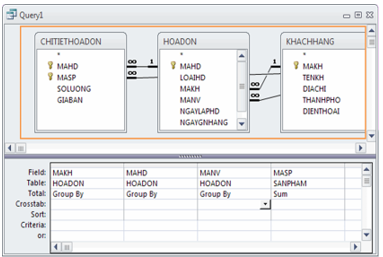 Query1
CHITIETHOADON
*
MAHD
MASP
SOLUONG
GIABAN
∞ 1
∞
HOADON
*
MAHD
LOAIHD
MAKH
MANV
NGAYLAPHD
NGAYGNHANG
1
∞
∞
KHACHHANG
*
MAKH
TENKH
DIACHI
THANHPHO
DIENTHOAI
Field: MAKH MAHD MANV MASP
Table: HOADON HOADON HOADON SANPHAM
Total: Group By Group By Group By Sum
Crosstab:
Sort:
Criteria:
or: